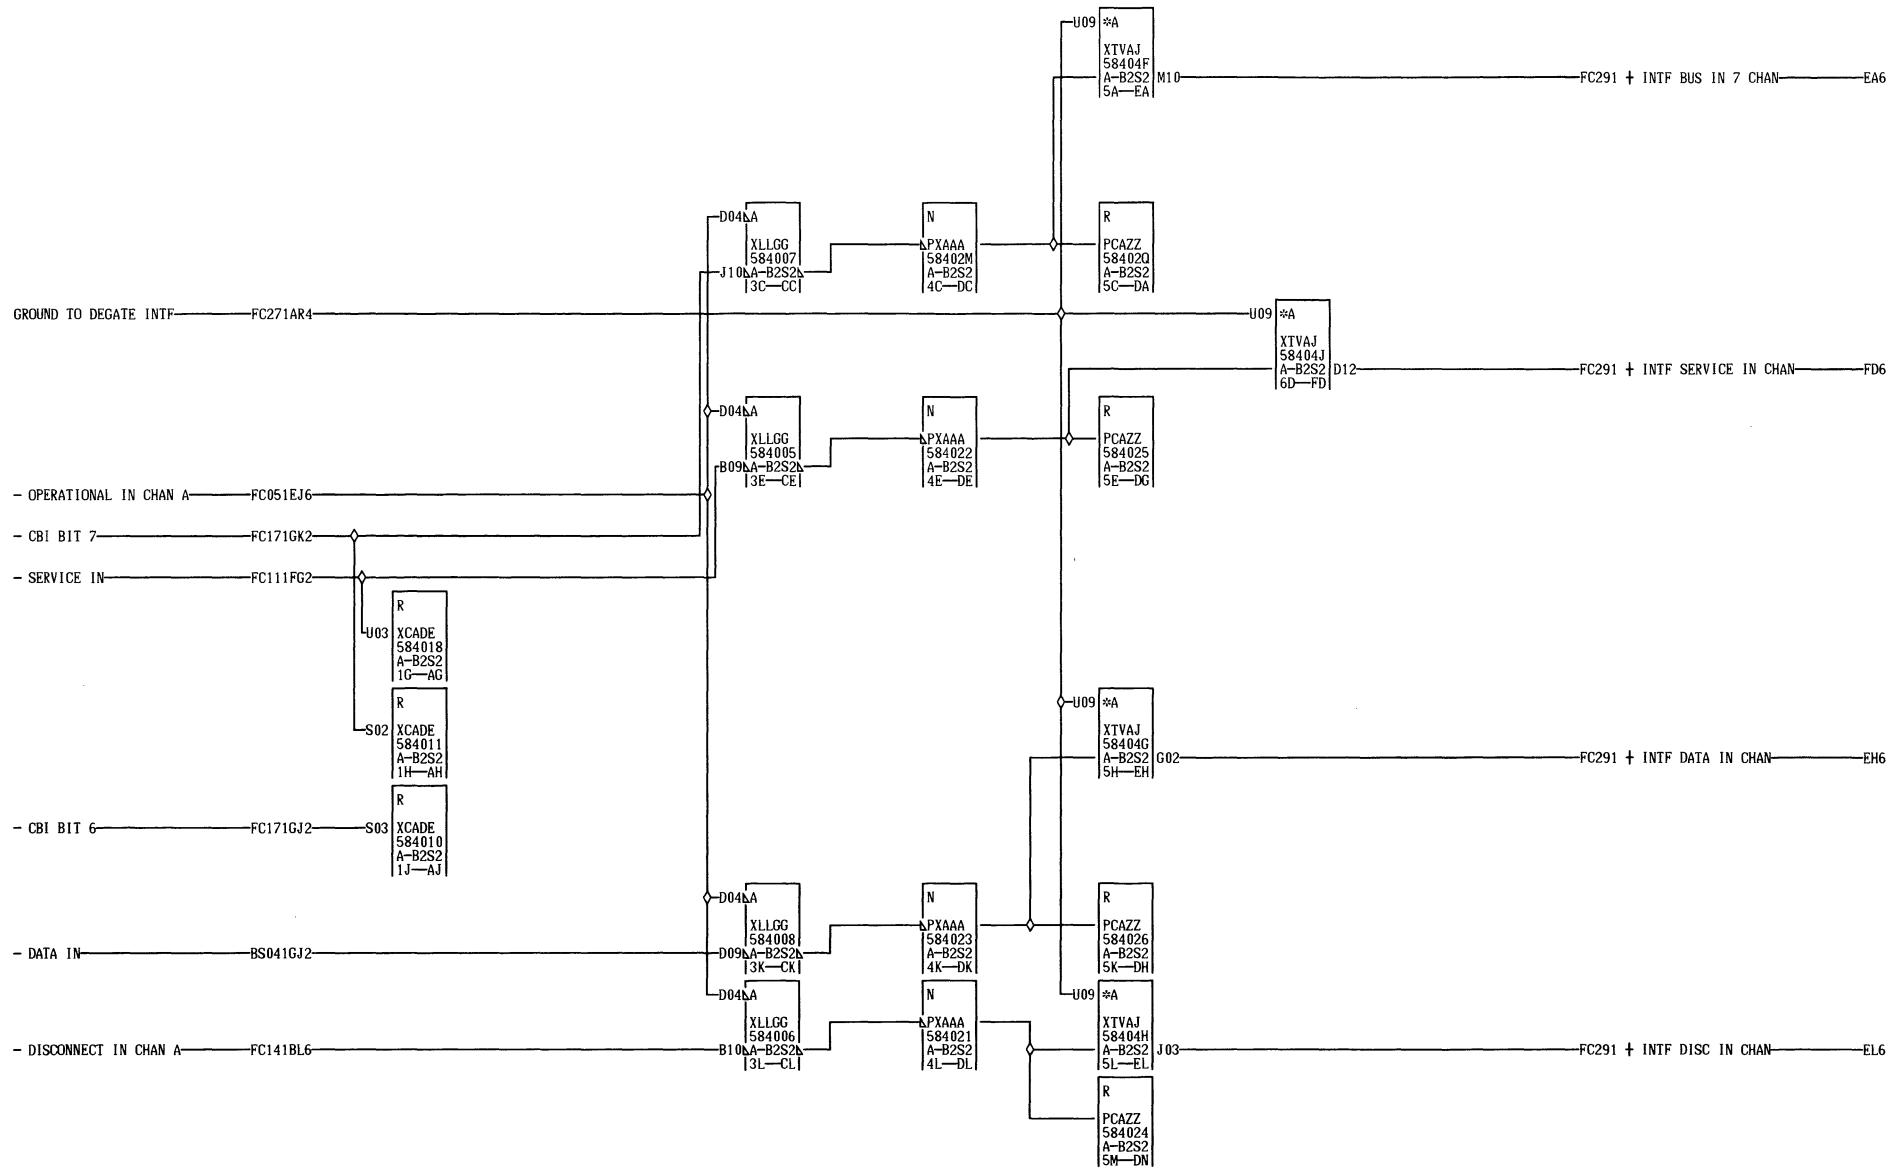 U09 *A
XTVAJ
58404F
A-B2S2 M10 FC291 + INTF BUS IN 7 CHAN EA6
5A—EA
D04 A
XLLGG
584007
J10 A-B2S2
3C—CC
N
PXAAA
58402M
A-B2S2
4C—DC
R
PCAZZ
58402Q
A-B2S2
5C—DA
GROUND TO DEGATE INTF FC271AR4
U09 *A
XTVAJ
58404J
A-B2S2 D12 FC291 + INTF SERVICE IN CHAN FD6
6D—FD
D04 A
XLLGG
584005
B09 A-B2S2
3E—CE
N
PXAAA
584022
A-B2S2
4E—DE
R
PCAZZ
584025
A-B2S2
5E—DG
- OPERATIONAL IN CHAN A FC051EJ6
- CBI BIT 7 FC171GK2
- SERVICE IN FC111FG2
R
U03 XCADE
584018
A-B2S2
1G—AG
R
S02 XCADE
584011
A-B2S2
1H—AH
U09 *A
XTVAJ
58404G
A-B2S2 G02 FC291 + INTF DATA IN CHAN EH6
5H—EH
R
- CBI BIT 6 FC171GJ2 S03 XCADE
584010
A-B2S2
1J—AJ
D04 A
XLLGG
584008
- DATA IN BS041GJ2 D09 A-B2S2
3K—CK
N
PXAAA
584023
A-B2S2
4K—DK
R
PCAZZ
584026
A-B2S2
5K—DH
D04 A
XLLGG
584006
- DISCONNECT IN CHAN A FC141BL6 B10 A-B2S2
3L—CL
N
PXAAA
584021
A-B2S2
4L—DL
U09 *A
XTVAJ
58404H
A-B2S2 J03 FC291 + INTF DISC IN CHAN EL6
5L—EL
R
PCAZZ
584024
A-B2S2
5M—DN